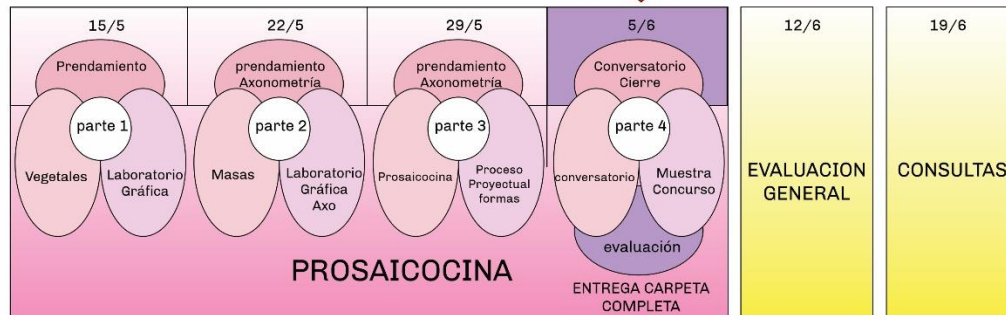 15/5
22/5
29/5
5/6
12/6
19/6
Prendamiento
prendamiento
Axonometría
prendamiento
Axonometría
Conversatorio
Cierre
parte 1
parte 2
parte 3
parte 4
Vegetales
Laboratorio
Gráfica
Masas
Laboratorio
Gráfica
Axo
Prosaicocina
Proceso
Proyectual
formas
conversatorio
Muestra
Concurso
evaluación
EVALUACION
GENERAL
CONSULTAS
PROSAICOCINA
ENTREGA CARPETA
COMPLETA